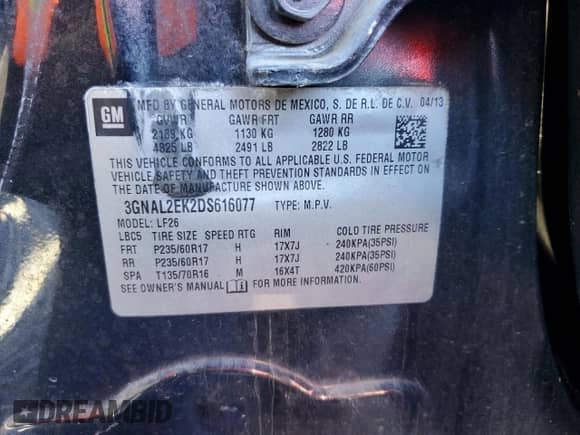 GM
MFD BY GENERAL MOTORS DE MEXICO, S. DE R.L. DE C.V. 04/13
GVWR GAWR FRT GAWR RR
2189 KG 1130 KG 1280 KG
4825 LB 2491 LB 2822 LB
THIS VEHICLE CONFORMS TO ALL APPLICABLE U.S. FEDERAL MOTOR
VEHICLE SAFETY AND THEFT PREVENTION STANDARDS IN EFFECT ON
THE DATE OF MANUFACTURE SHOWN ABOVE.
3GNAL2EK2DS616077 TYPE: M.P.V.
MODEL: LF26
LBC5 TIRE SIZE SPEED RTG RIM COLD TIRE PRESSURE
FRT P235/60R17 H 17X7J 240KPA(35PSI)
RR P235/60R17 H 17X7J 240KPA(35PSI)
SPA T135/70R16 M 16X4T 420KPA(60PSI)
SEE OWNER'S MANUAL FOR MORE INFORMATION
DREAMBID